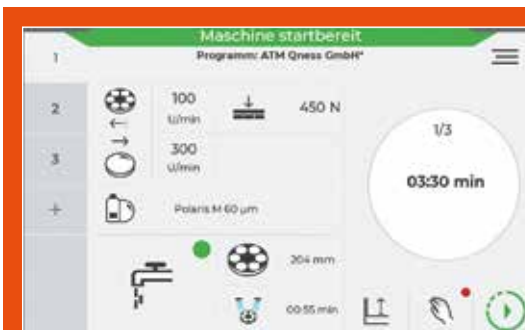 Maschine startbereit
Programm: ATM Qness GmbH*
1
2
3
+
100
U/min
450 N
300
U/min
Polaris M 60 µm
204 mm
00:55 min
1/3
03:30 min